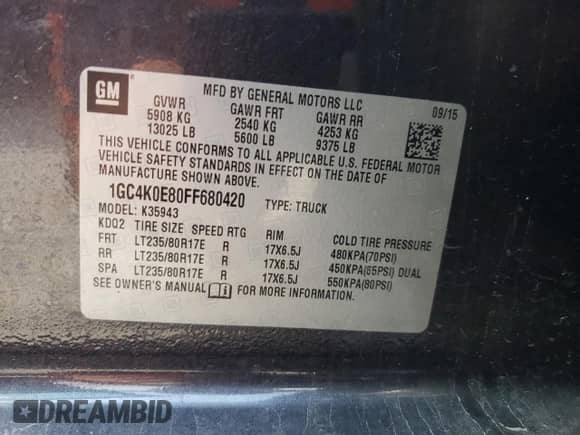 GM
MFD BY GENERAL MOTORS LLC
09/15
GVWR GAWR FRT GAWR RR
5908 KG 2540 KG 4253 KG
13025 LB 5600 LB 9375 LB
THIS VEHICLE CONFORMS TO ALL APPLICABLE U.S. FEDERAL MOTOR
VEHICLE SAFETY STANDARDS IN EFFECT ON THE DATE OF
MANUFACTURE SHOWN ABOVE.
1GC4K0E80FF680420 TYPE: TRUCK
MODEL: K35943
KDQ2 TIRE SIZE SPEED RTG RIM COLD TIRE PRESSURE
FRT LT235/80R17E R 17X6.5J 480KPA(70PSI)
RR LT235/80R17E R 17X6.5J 450KPA(65PSI) DUAL
SPA LT235/80R17E R 17X6.5J 550KPA(80PSI)
SEE OWNER'S MANUAL FOR MORE INFORMATION.
DREAMBID